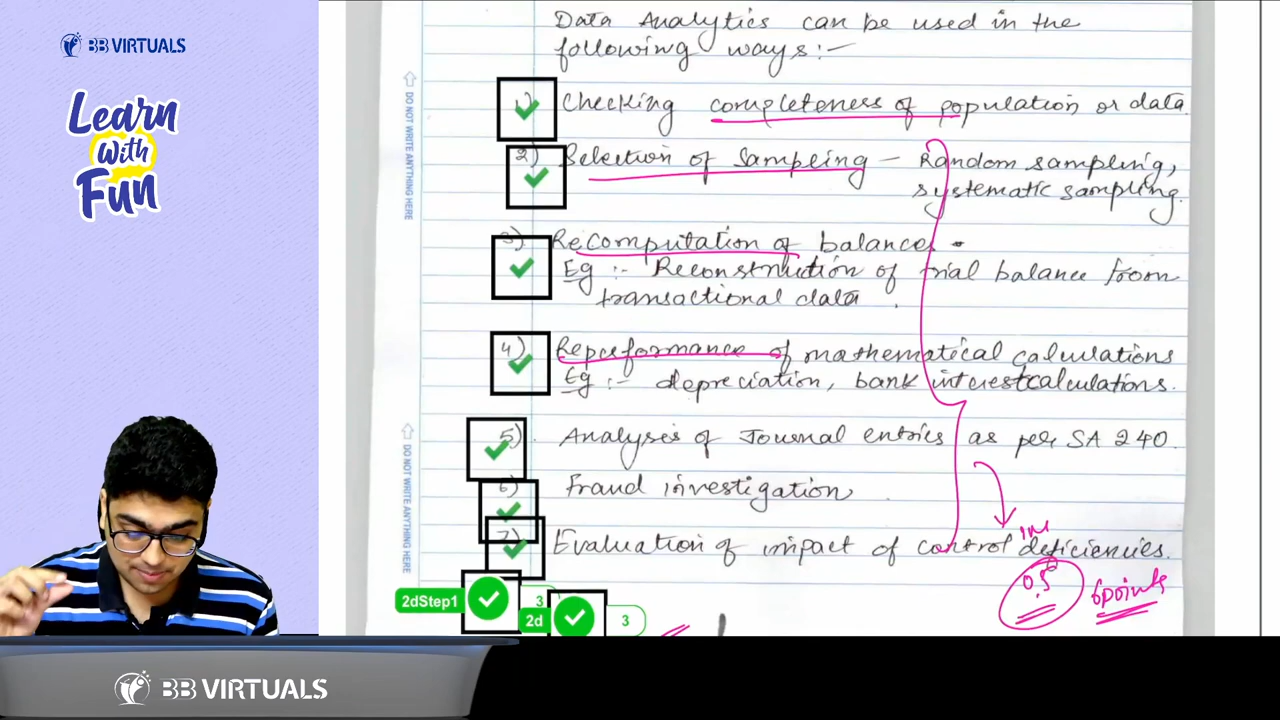 BB VIRTUALS
Learn
With
Fun
DO NOT WRITE ANYTHING HERE
DO NOT WRITE ANYTHING HERE
Data Analytics can be used in the
following ways:-
1) Checking completeness of population or data
2) Selection of Sampling - Random sampling,
systematic sampling.
3). Recomputation of balances -
Eg :- Reconstruction of trial balance from
transactional data.
4) Reperformance of mathematical calculations
Eg :- depreciation, bank interest calculations.
5). Analyses of Journal entries as per SA 240.
6) Fraud investigation
7) Evaluation of impact of control deficiencies.
1M
0.5
6 points
2dStep1 3
2d 3
BB VIRTUALS